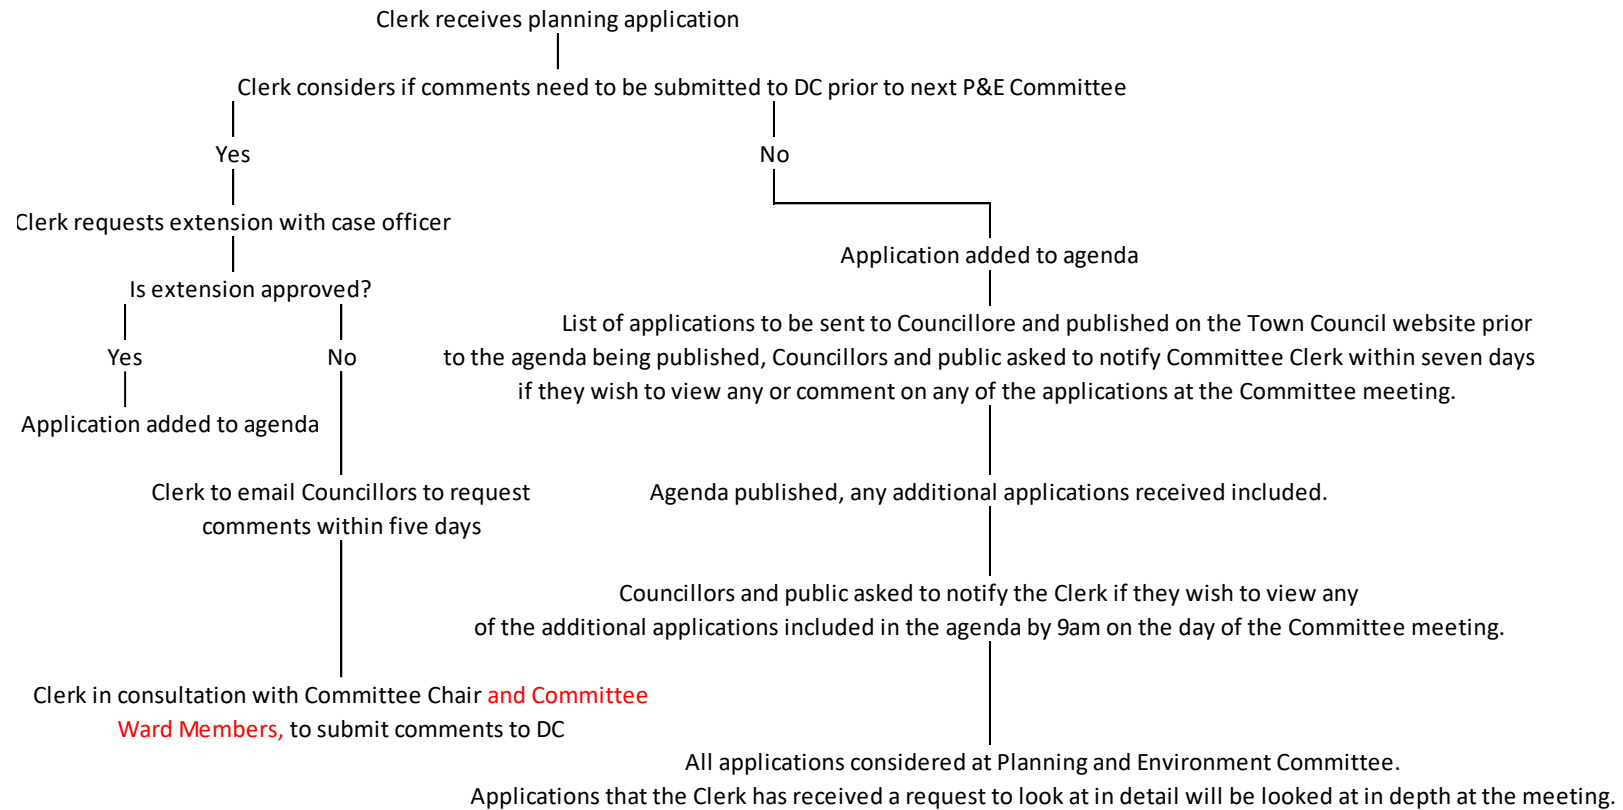 Clerk receives planning application
Clerk considers if comments need to be submitted to DC prior to next P&E Committee
Yes
No
Clerk requests extension with case officer
Application added to agenda
Is extension approved?
List of applications to be sent to Councillore and published on the Town Council website prior
to the agenda being published, Councillors and public asked to notify Committee Clerk within seven days
if they wish to view any or comment on any of the applications at the Committee meeting.
Yes
No
Application added to agenda
Clerk to email Councillors to request
comments within five days
Agenda published, any additional applications received included.
Councillors and public asked to notify the Clerk if they wish to view any
of the additional applications included in the agenda by 9am on the day of the Committee meeting.
Clerk in consultation with Committee Chair and Committee
Ward Members, to submit comments to DC
All applications considered at Planning and Environment Committee.
Applications that the Clerk has received a request to look at in detail will be looked at in depth at the meeting.